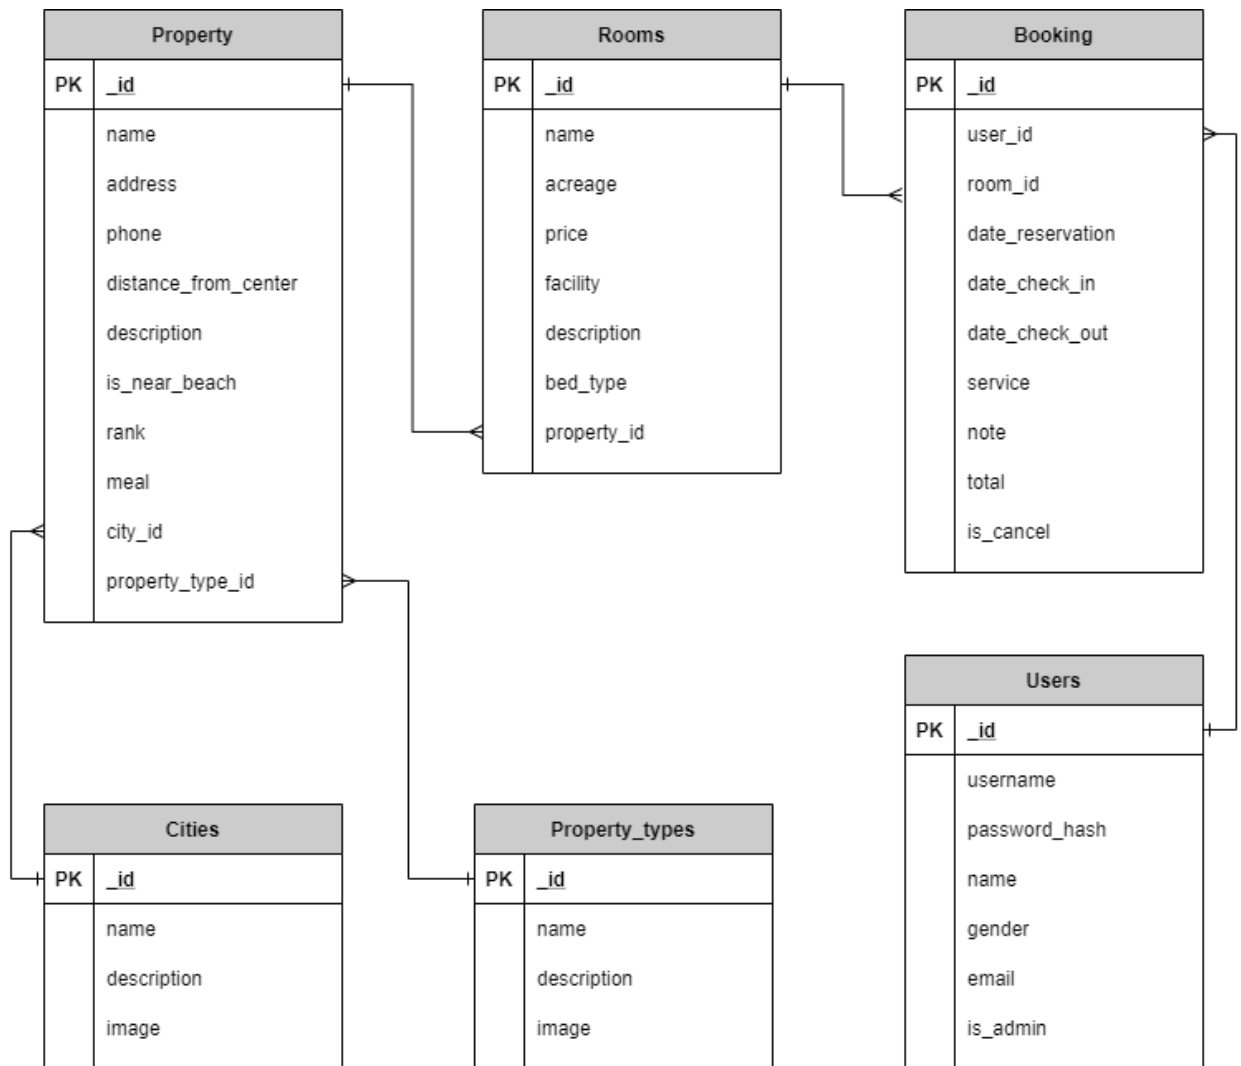 Property
PK _id
name
address
phone
distance_from_center
description
is_near_beach
rank
meal
city_id
property_type_id
Rooms
PK _id
name
acreage
price
facility
description
bed_type
property_id
Booking
PK _id
user_id
room_id
date_reservation
date_check_in
date_check_out
service
note
total
is_cancel
Cities
PK _id
name
description
image
Property_types
PK _id
name
description
image
Users
PK _id
username
password_hash
name
gender
email
is_admin